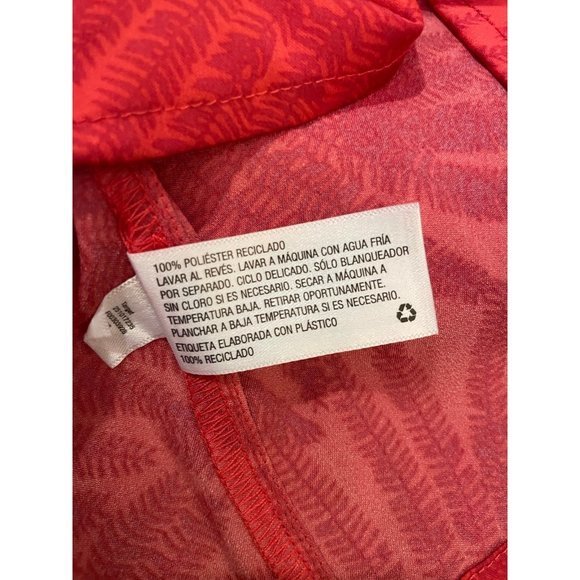 100% POLIÉSTER RECICLADO
LAVAR AL REVÉS. LAVAR A MÁQUINA CON AGUA FRÍA
POR SEPARADO. CICLO DELICADO. SÓLO BLANQUEADOR
SIN CLORO SI ES NECESARIO. SECAR A MÁQUINA A
TEMPERATURA BAJA. RETIRAR OPORTUNAMENTE.
PLANCHAR A BAJA TEMPERATURA SI ES NECESARIO.
ETIQUETA ELABORADA CON PLÁSTICO
100% RECICLADO
Target